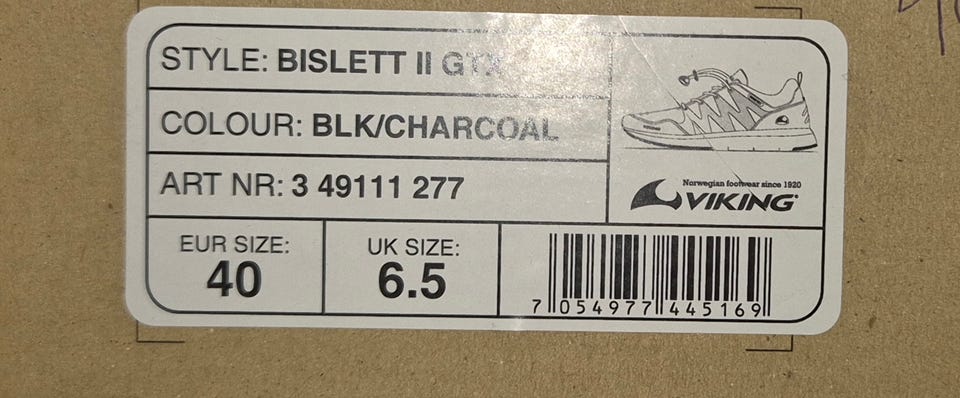 STYLE: BISLETT II GTX
COLOUR: BLK/CHARCOAL
ART NR: 3 49111 277
Norwegian footwear since 1920
VIKING
EUR SIZE:
40
UK SIZE:
6.5
7 054977 445169